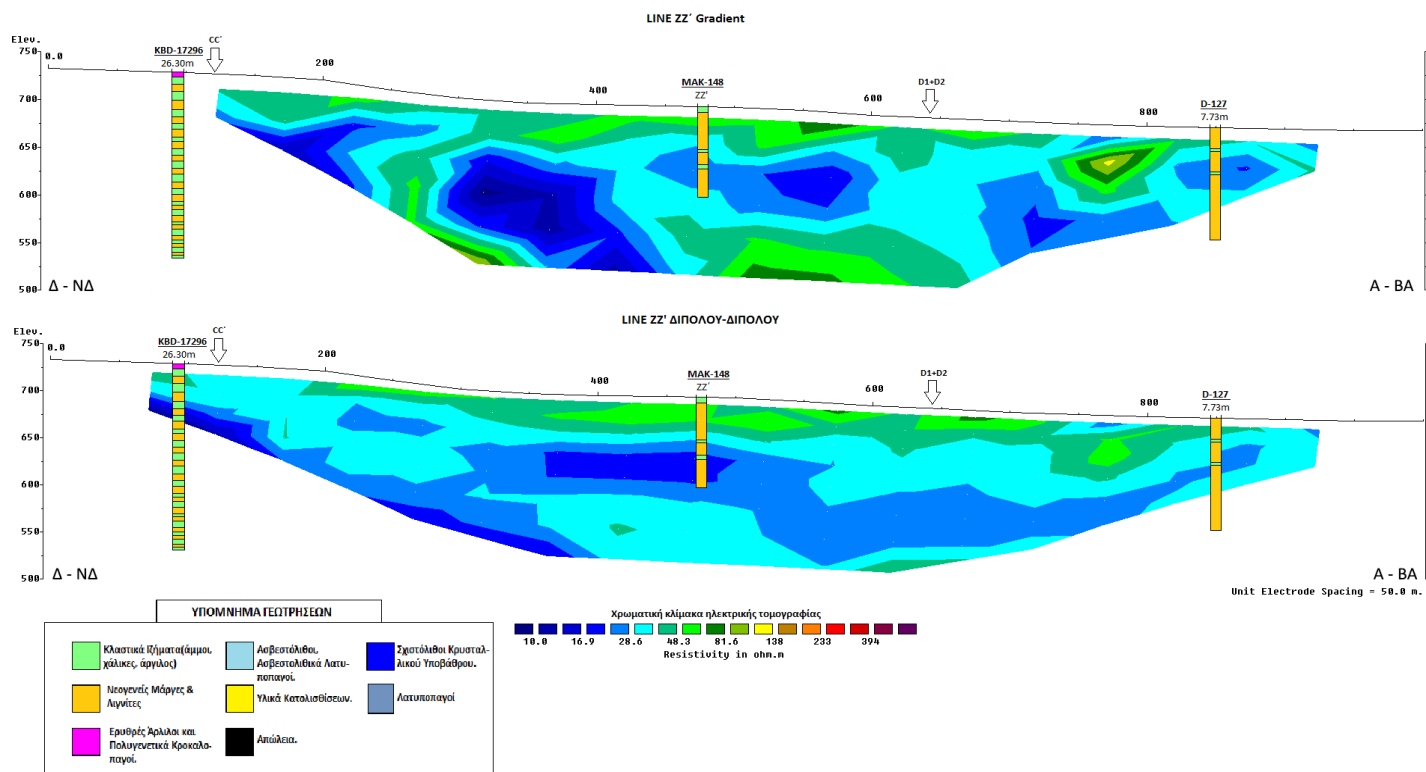 LINE ZZ΄ Gradient
Elev.
750
700
650
600
550
500
0.0
200
400
600
800
KBD-17296
26.30m
CC΄
MAK-148
ZZ΄
D1+D2
D-127
7.73m
Δ - ΝΔ
Α - ΒΑ
LINE ZZ' ΔΙΠΟΛΟΥ-ΔΙΠΟΛΟΥ
Elev.
750
700
650
600
550
500
0.0
200
400
600
800
KBD-17296
26.30m
CC΄
MAK-148
ZZ΄
D1+D2
D-127
7.73m
Δ - ΝΔ
Α - ΒΑ
Unit Electrode Spacing = 50.0 m.
ΥΠΟΜΝΗΜΑ ΓΕΩΤΡΗΣΕΩΝ
Κλαστικά Ιζήματα(άμμοι,
χάλικες, άργιλος)
Ασβεστόλιθοι,
Ασβεστολιθικά Λατυ-
ποπαγοί.
Σχιστόλιθοι Κρυσταλ-
λικού Υποβάθρου.
Νεογενείς Μάργες &
Λιγνίτες
Υλικά Κατολισθίσεων.
Λατυποπαγοί
Ερυθρές Άρλιλοι και
Πολυγενετικά Κροκαλο-
παγοί.
Απώλεια.
Χρωματική κλίμακα ηλεκτρικής τομογραφίας
10.0 16.9 28.6 48.3 81.6 138 233 394
Resistivity in ohm.m